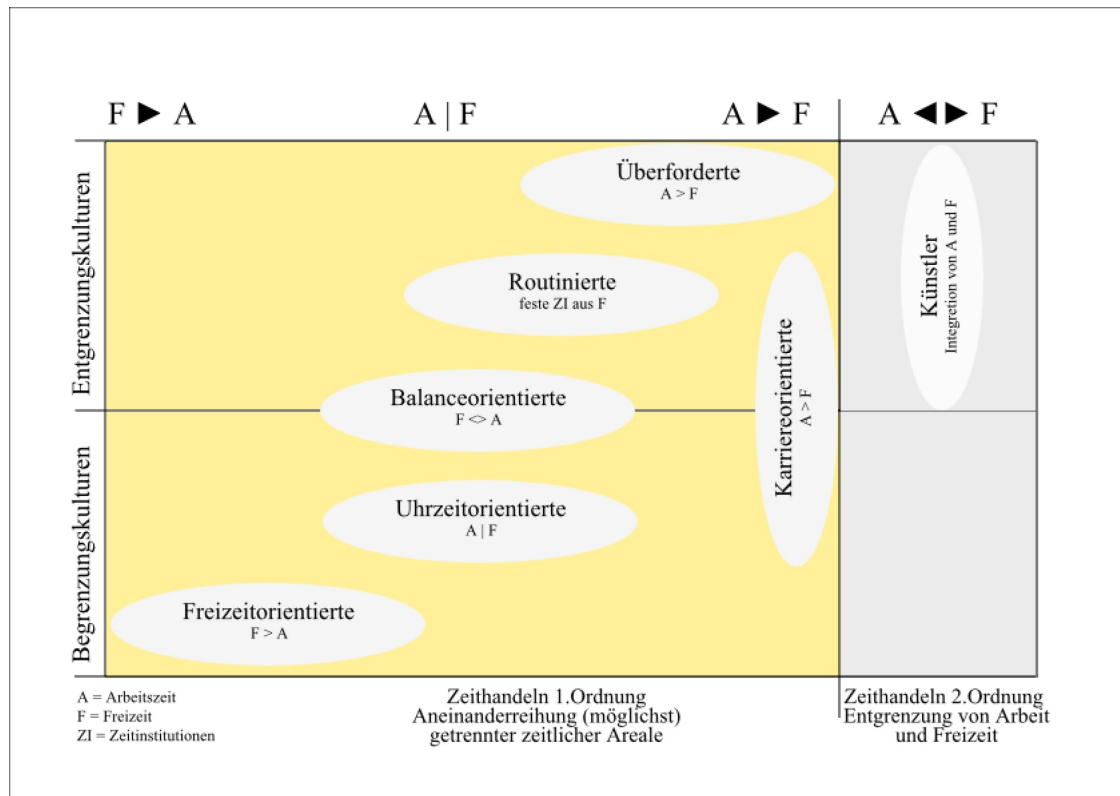 F ► A
A | F
A ► F
A ◄► F
Entgrenzungskulturen
Begrenzungskulturen
Überforderte
A > F
Routinierte
feste ZI aus F
Balanceorientierte
F <> A
Uhrzeitorientierte
A | F
Freizeitorientierte
F > A
Karriereorientierte
A > F
Künstler
Integretion von A und F
A = Arbeitszeit
F = Freizeit
ZI = Zeitinstitutionen
Zeithandeln 1.Ordnung
Aneinanderreihung (möglichst)
getrennter zeitlicher Areale
Zeithandeln 2.Ordnung
Entgrenzung von Arbeit
und Freizeit